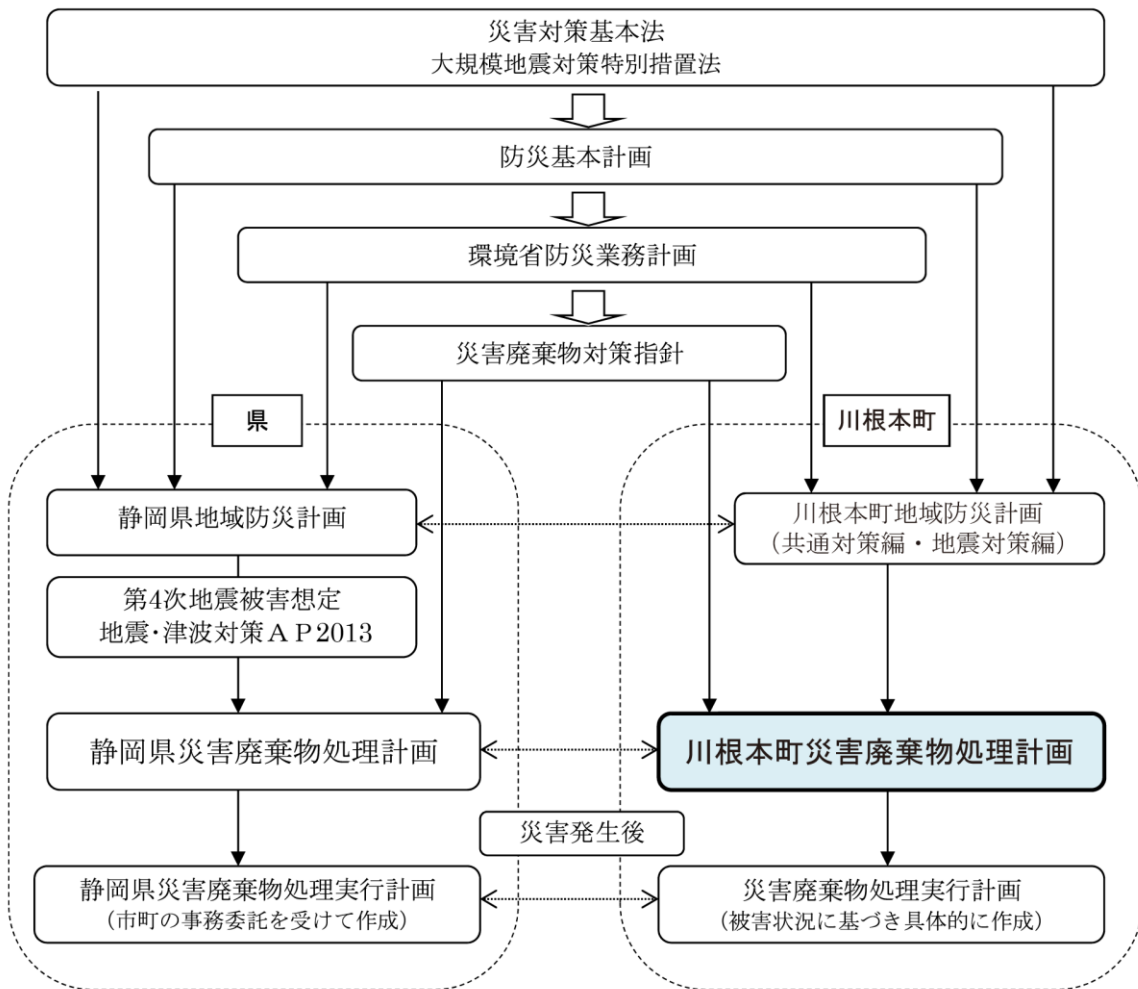 災害対策基本法
大規模地震対策特別措置法
防災基本計画
環境省防災業務計画
災害廃棄物対策指針
県
川根本町
静岡県地域防災計画
川根本町地域防災計画
(共通対策編・地震対策編)
第4次地震被害想定
地震・津波対策ＡＰ2013
静岡県災害廃棄物処理計画
川根本町災害廃棄物処理計画
災害発生後
静岡県災害廃棄物処理実行計画
(市町の事務委託を受けて作成)
災害廃棄物処理実行計画
(被害状況に基づき具体的に作成)